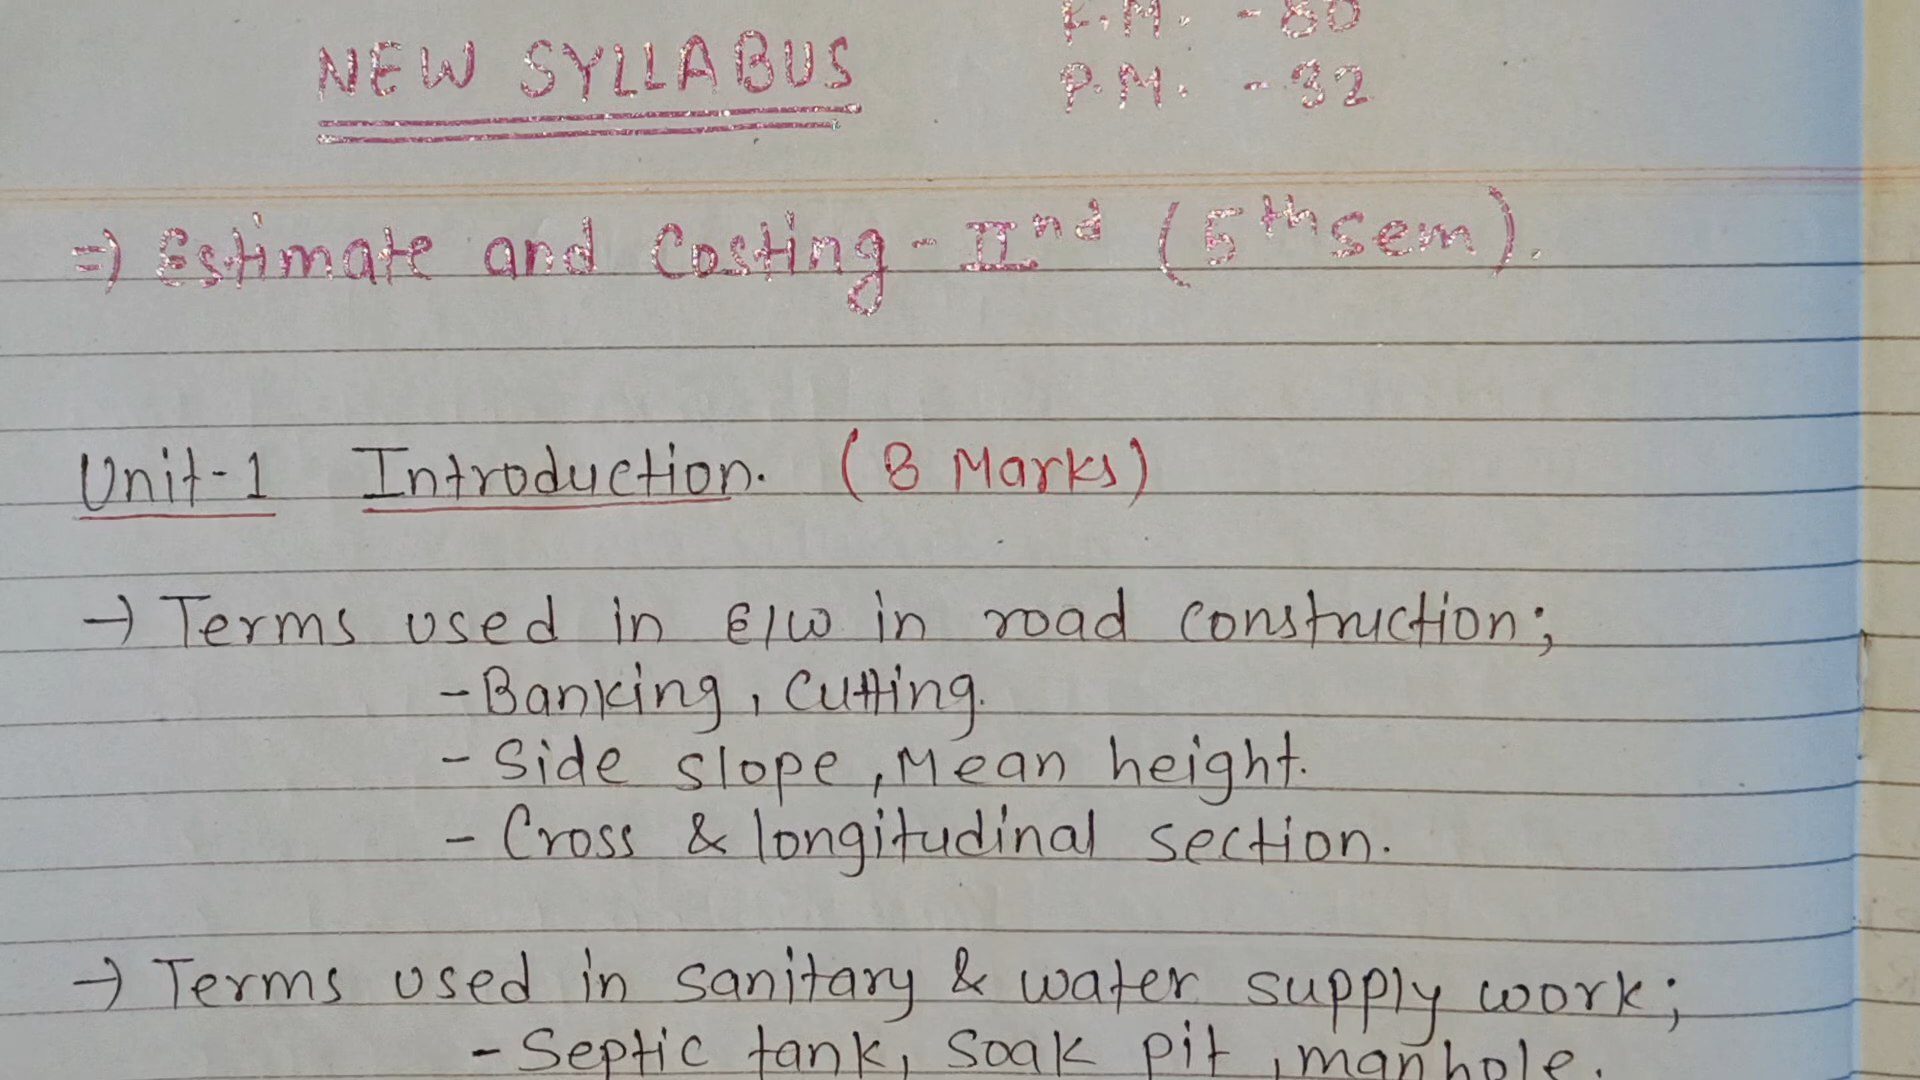 F.M. - 80
NEW SYLLABUS
P.M. - 32
=> Estimate and Costing - IInd (5th sem).
Unit-1 Introduction. (8 Marks)
→ Terms used in E/W in road construction;
- Banking, Cutting.
- Side slope, Mean height.
- Cross & longitudinal section.
→ Terms used in sanitary & water supply work;
- Septic tank, Soak pit, manhole.